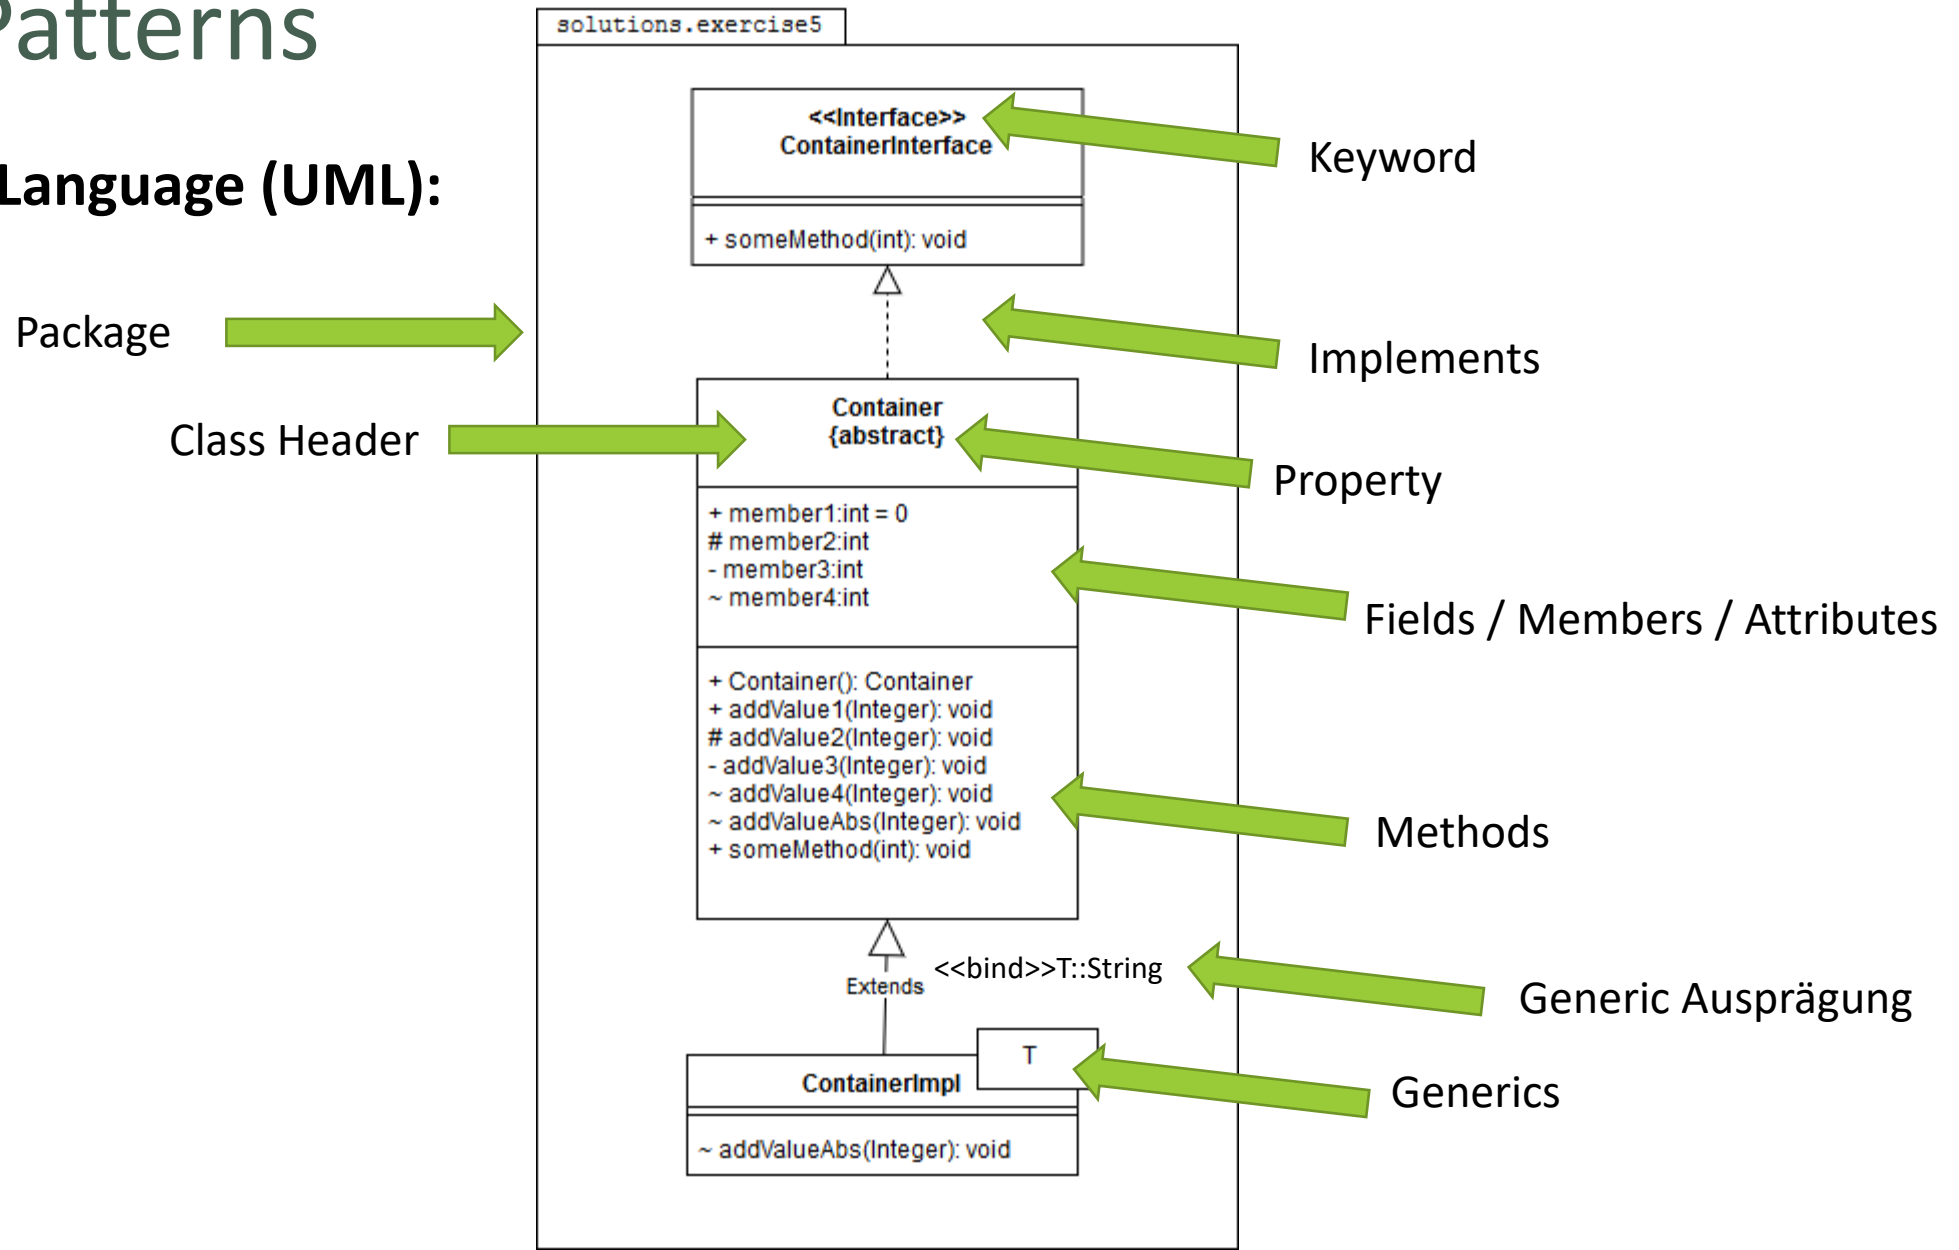 Patterns
Language (UML):
solutions.exercise5
<<Interface>>
ContainerInterface
+ someMethod(int): void
Keyword
Package
Implements
Class Header
Container
{abstract}
Property
+ member1:int = 0
# member2:int
- member3:int
~ member4:int
Fields / Members / Attributes
+ Container(): Container
+ addValue1(Integer): void
# addValue2(Integer): void
- addValue3(Integer): void
~ addValue4(Integer): void
~ addValueAbs(Integer): void
+ someMethod(int): void
Methods
Extends
<<bind>>T::String
Generic Ausprägung
T
ContainerImpl
Generics
~ addValueAbs(Integer): void